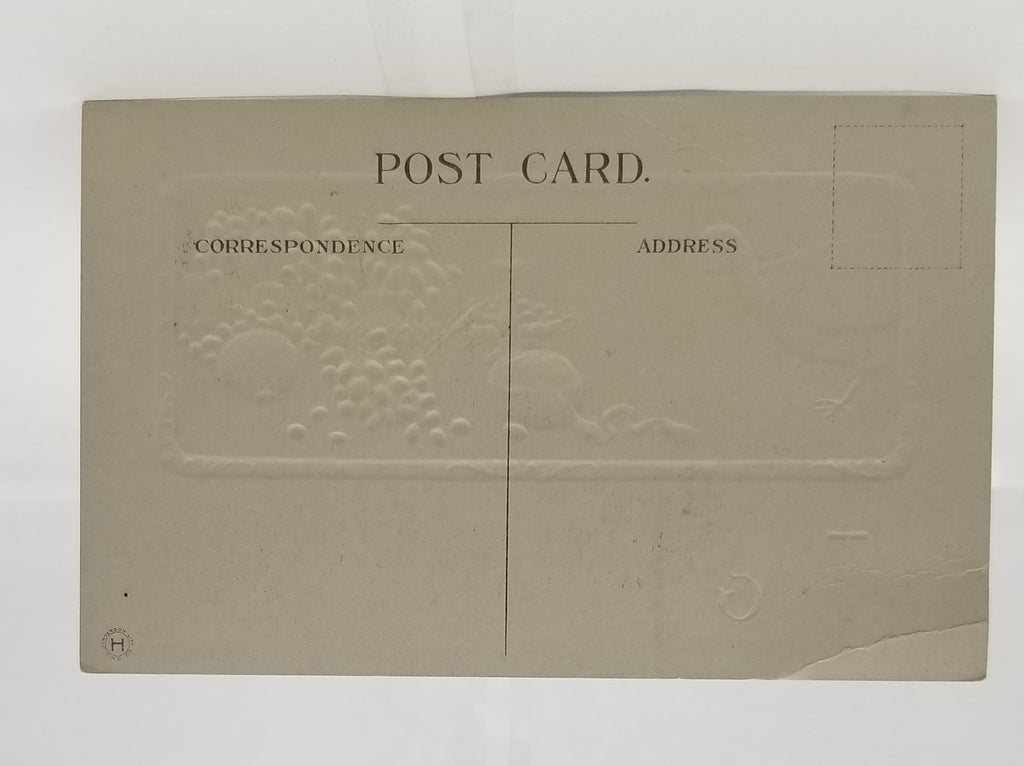 POST CARD.
CORRESPONDENCE
ADDRESS
H